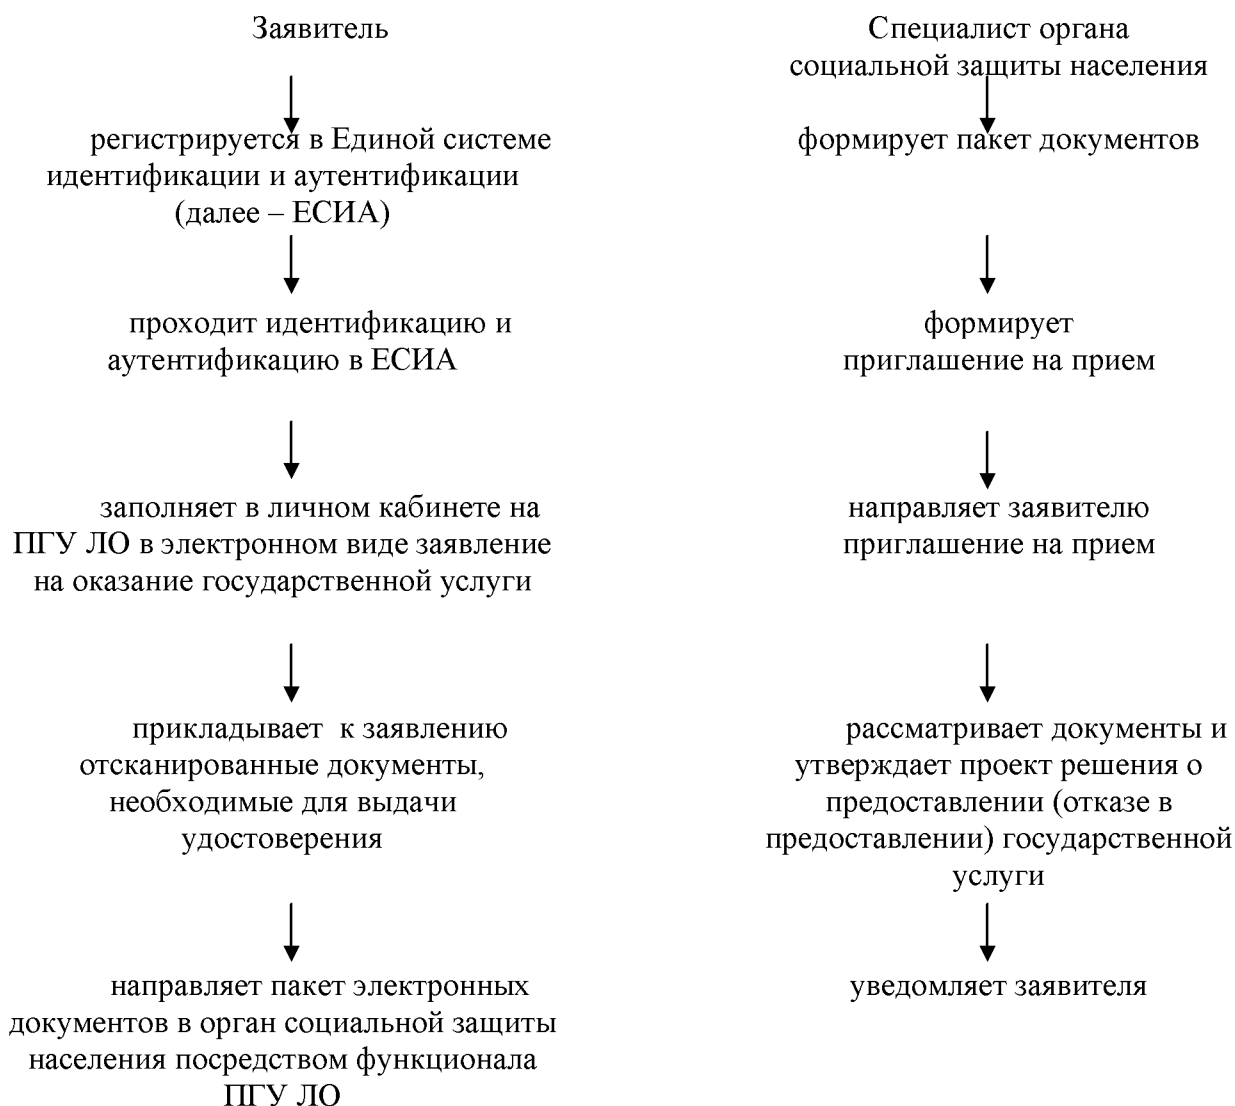 Заявитель
регистрируется в Единой системе
идентификации и аутентификации
(далее – ЕСИА)
проходит идентификацию и
аутентификацию в ЕСИА
заполняет в личном кабинете на
ПГУ ЛО в электронном виде заявление
на оказание государственной услуги
прикладывает  к заявлению
отсканированные документы,
необходимые для выдачи
удостоверения
направляет пакет электронных
документов в орган социальной защиты
населения посредством функционала
ПГУ ЛО
Специалист органа
социальной защиты населения
формирует пакет документов
формирует
приглашение на прием
направляет заявителю
приглашение на прием
рассматривает документы и
утверждает проект решения о
предоставлении (отказе в
предоставлении) государственной
услуги
уведомляет заявителя